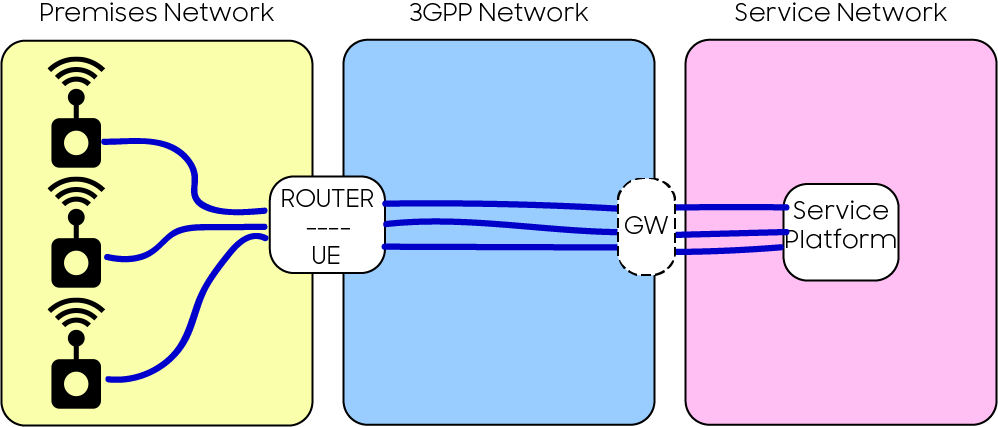 Premises Network
3GPP Network
Service Network
ROUTER
----
UE
GW
Service
Platform